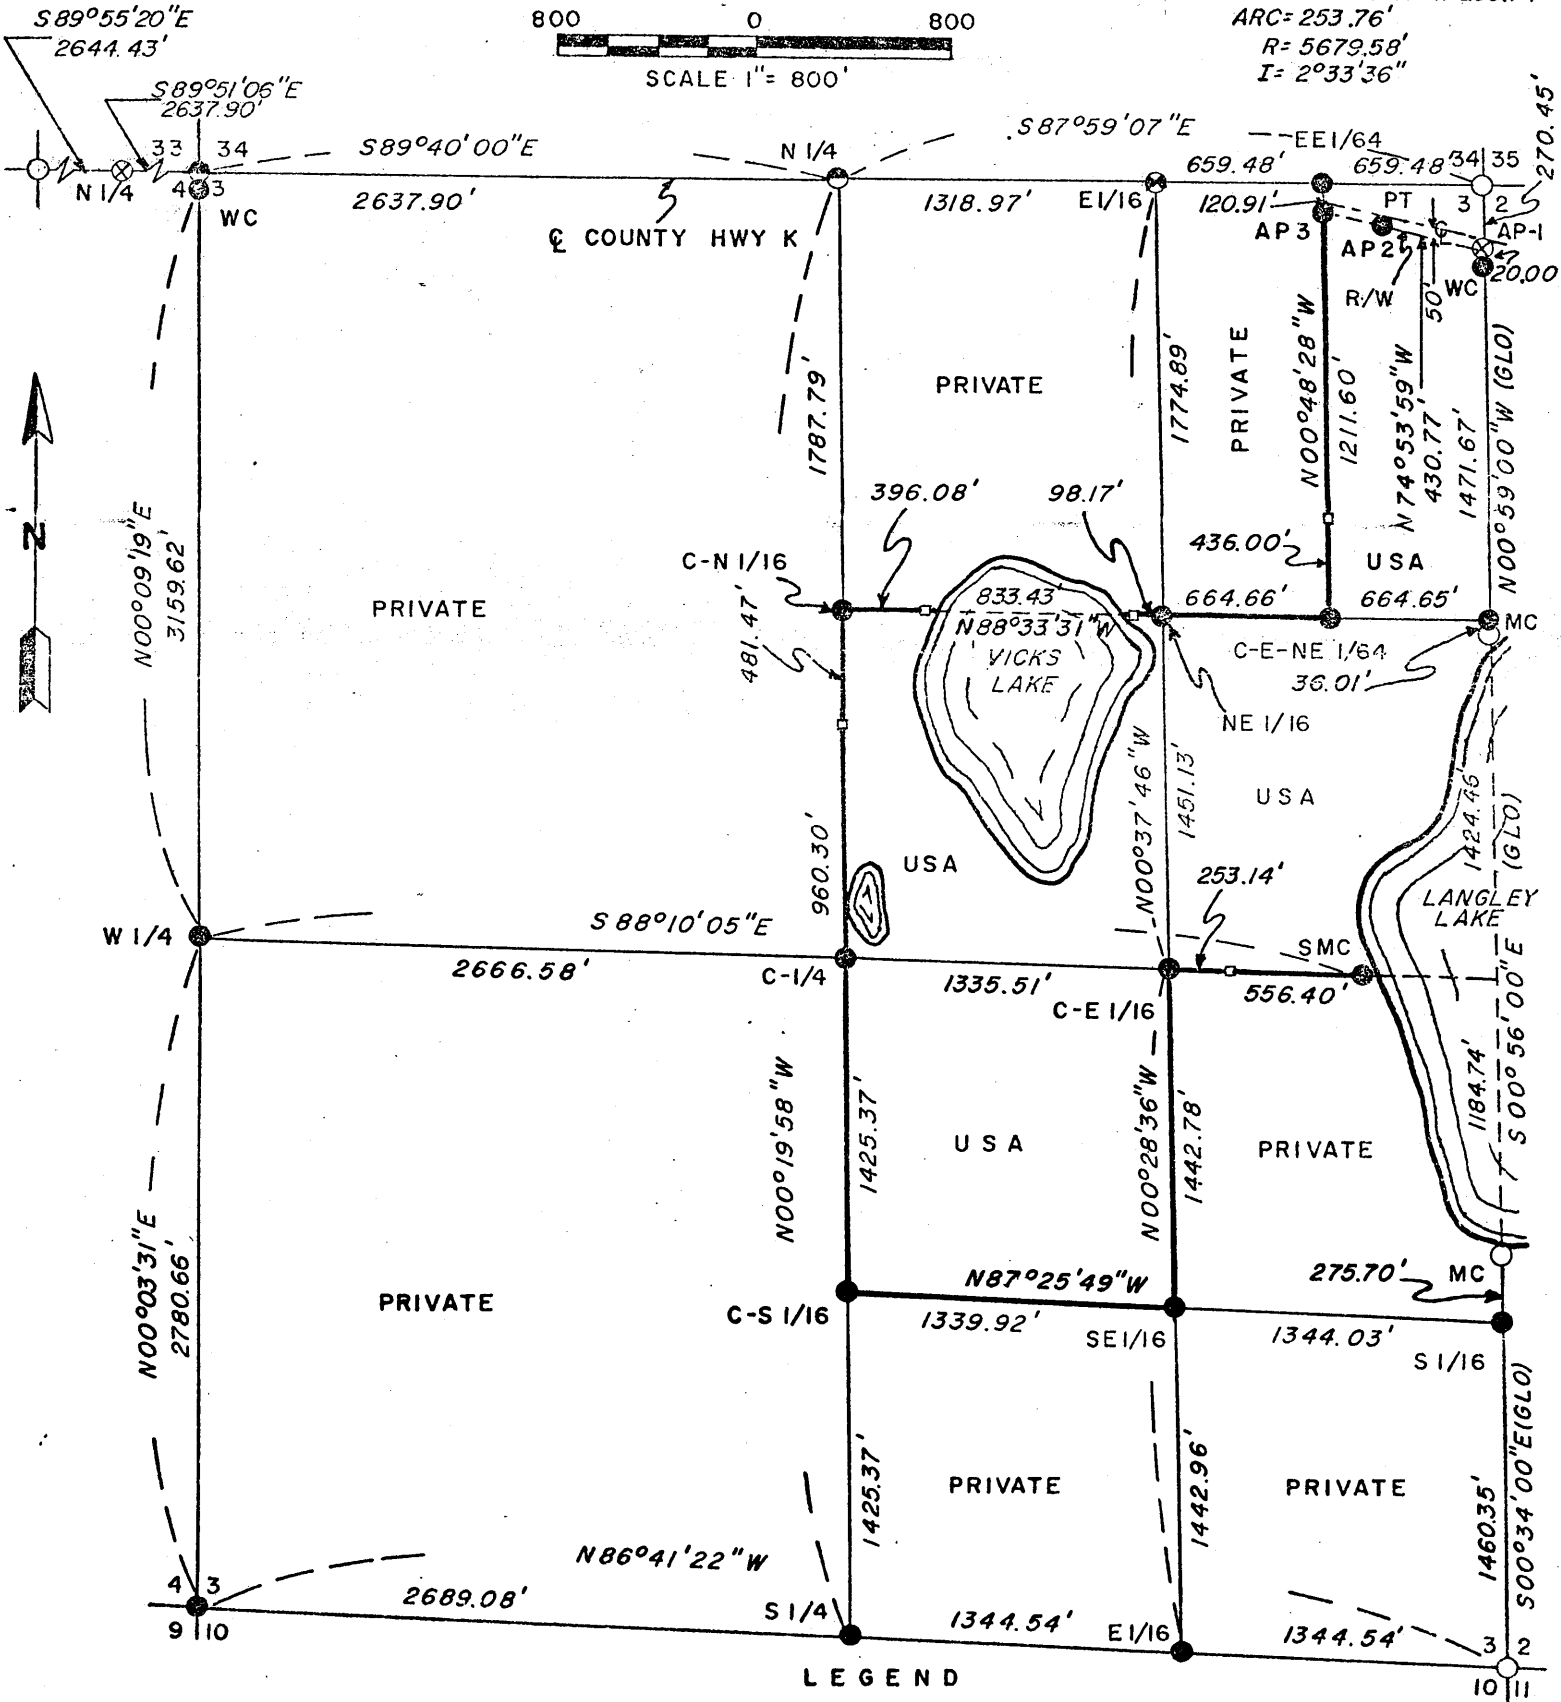 S89°55'20"E
2644.43'
S89°51'06"E
2637.90'
800 0 800
SCALE 1"= 800'
ARC= 253.76'
R= 5679.58'
I= 2°33'36"
270.45'
33 34
S89°40'00"E
N 1/4
S87°59'07"E
EE1/64
34 35
659.48'
659.48'
N 1/4
4 3
WC
2637.90'
1318.97'
E1/16
120.91'
PT
3 2
℄ COUNTY HWY K
AP3
AP2
℄
AP-1
R/W
50'
WC
20.00
N00°09'19"E
3159.62'
1787.79'
PRIVATE
1774.89'
PRIVATE
N00°48'28"W
1211.60'
N74°53'59"W
430.77'
1471.67'
N00°59'00"W (GLO)
N
396.08'
98.17'
436.00'
USA
C-N 1/16
PRIVATE
833.43'
N88°33'31"W
664.66'
664.65'
MC
VICKS
LAKE
C-E-NE 1/64
36.01'
481.47'
NE 1/16
N00°37'46"W
1451.13'
USA
1424.46'
(GLO)
960.30'
USA
253.14'
LANGLEY
LAKE
W 1/4
S88°10'05"E
2666.58'
C-1/4
1335.51'
C-E 1/16
SMC
556.40'
S00°56'00"E
N00°19'58"W
1425.37'
USA
N00°28'36"W
1442.78'
PRIVATE
1184.74'
N00°03'31"E
2780.66'
PRIVATE
C-S 1/16
N87°25'49"W
1339.92'
SE1/16
275.70'
MC
1344.03'
S 1/16
1425.37'
PRIVATE
1442.96'
PRIVATE
1460.35'
S00°34'00"E(GLO)
4 3
9 10
N86°41'22"W
2689.08'
S 1/4
1344.54'
E 1/16
1344.54'
3 2
10 11
LEGEND